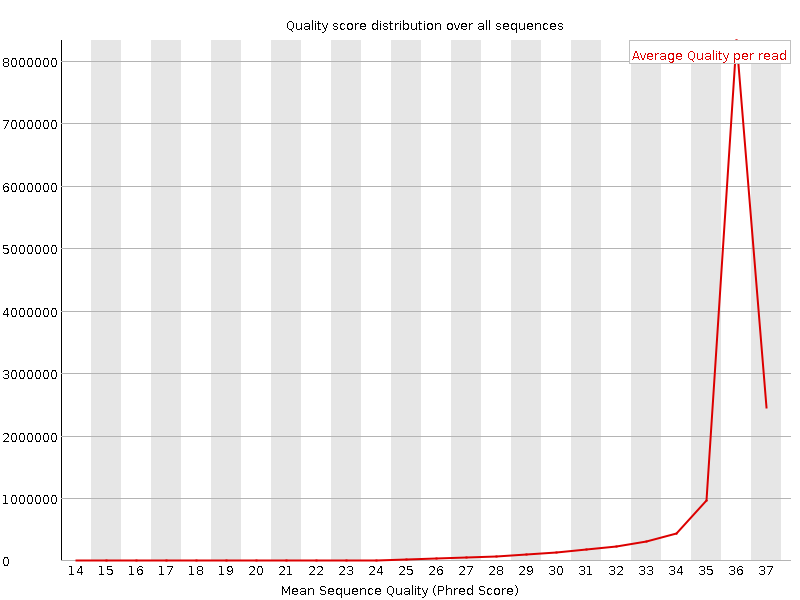 Quality score distribution over all sequences
Average Quality per read
8000000
7000000
6000000
5000000
4000000
3000000
2000000
1000000
0
14 15 16 17 18 19 20 21 22 23 24 25 26 27 28 29 30 31 32 33 34 35 36 37
Mean Sequence Quality (Phred Score)